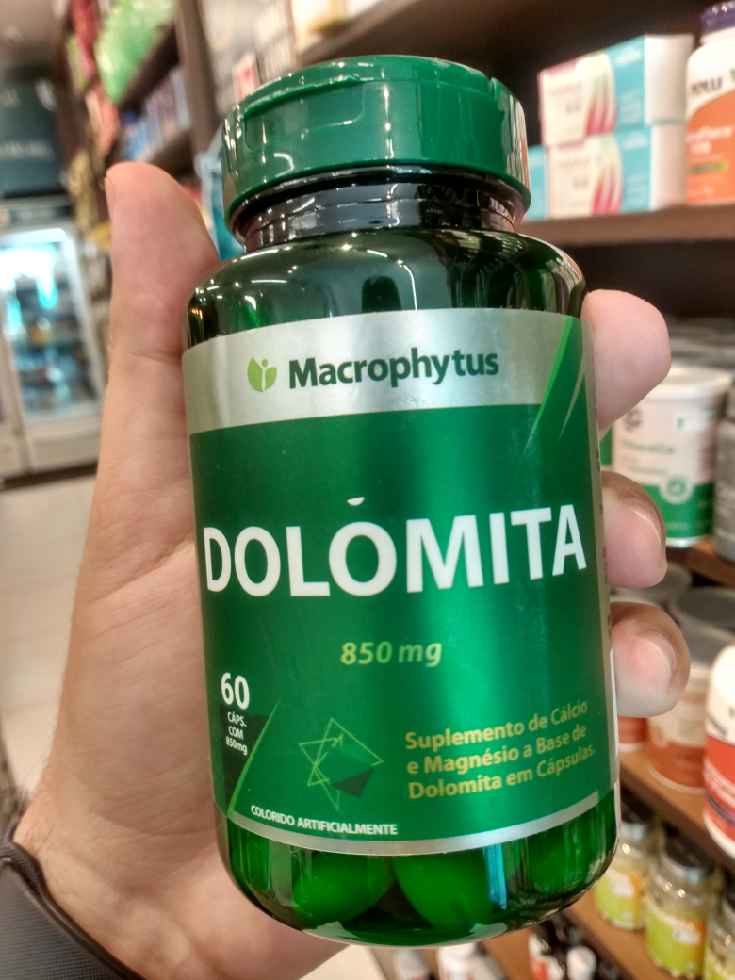 Macrophytus
DOLOMITA
850 mg
60
CÁPS.
COM
850mg
Suplemento de Cálcio
e Magnésio a Base de
Dolomita em Cápsulas.
COLORIDO ARTIFICIALMENTE
NOW